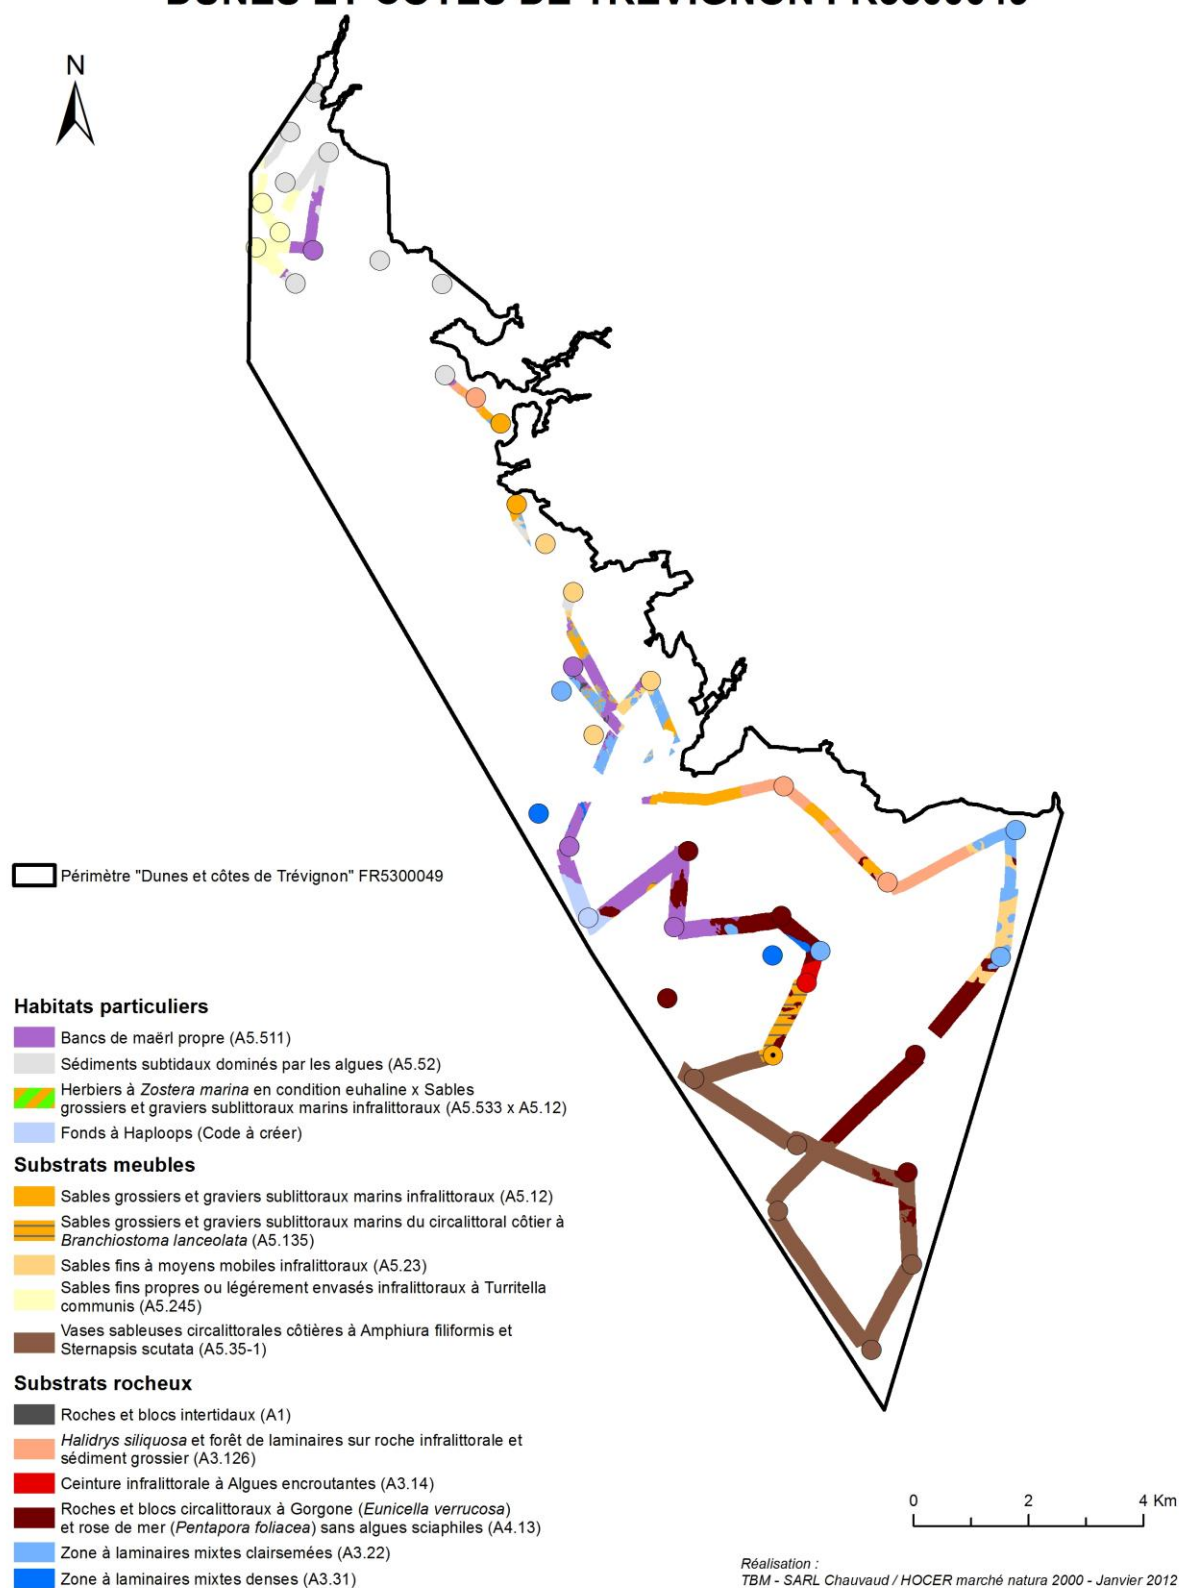 DUNES ET CÔTES DE TRÉVIGNON FR5300049
N
Périmètre "Dunes et côtes de Trévignon" FR5300049
Habitats particuliers
Bancs de maërl propre (A5.511)
Sédiments subtidaux dominés par les algues (A5.52)
Herbiers à Zostera marina en condition euhaline x Sables
grossiers et graviers sublittoraux marins infralittoraux (A5.533 x A5.12)
Fonds à Haploops (Code à créer)
Substrats meubles
Sables grossiers et graviers sublittoraux marins infralittoraux (A5.12)
Sables grossiers et graviers sublittoraux marins du circalittoral côtier à
Branchiostoma lanceolata (A5.135)
Sables fins à moyens mobiles infralittoraux (A5.23)
Sables fins propres ou légérement envasés infralittoraux à Turritella
communis (A5.245)
Vases sableuses circalittorales côtières à Amphiura filiformis et
Sternapsis scutata (A5.35-1)
Substrats rocheux
Roches et blocs intertidaux (A1)
Halidrys siliquosa et forêt de laminaires sur roche infralittorale et
sédiment grossier (A3.126)
Ceinture infralittorale à Algues encroutantes (A3.14)
Roches et blocs circalittoraux à Gorgone (Eunicella verrucosa)
et rose de mer (Pentapora foliacea) sans algues sciaphiles (A4.13)
Zone à laminaires mixtes clairsemées (A3.22)
Zone à laminaires mixtes denses (A3.31)
0 2 4 Km
Réalisation :
TBM - SARL Chauvaud / HOCER marché natura 2000 - Janvier 2012